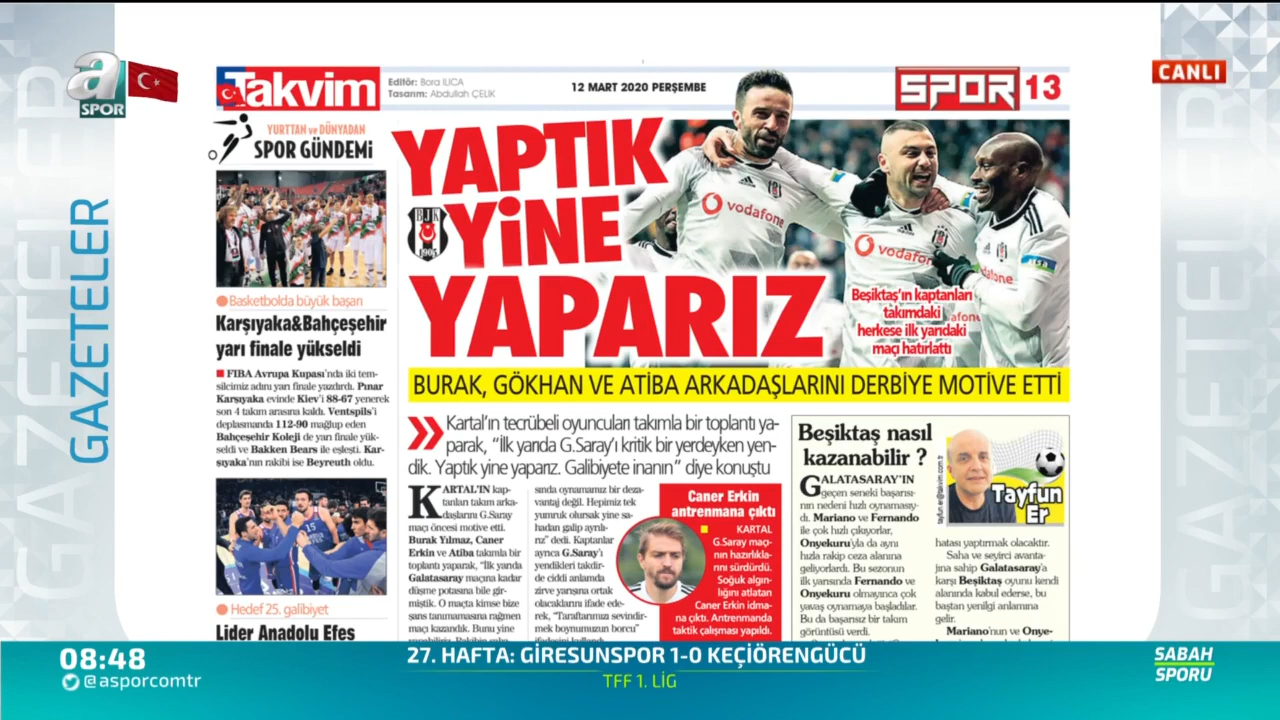 a
SPOR
GAZETELER
GAZETELER
GAZETELER
CANLI
Takvim
Editör: Bora ILICA
Tasarım: Abdullah ÇELİK
12 MART 2020 PERŞEMBE
SPOR 13
YURTTAN ve DÜNYADAN
SPOR GÜNDEMİ
Basketbolda büyük başarı
Karşıyaka&Bahçeşehir
yarı finale yükseldi
FIBA Avrupa Kupası'nda iki tem-
silcimiz adını yarı finale yazdırdı. Pınar
Karşıyaka evinde Kiev'i 88-67 yenerek
son 4 takım arasına kaldı. Ventspils'i
deplasmanda 112-90 mağlup eden
Bahçeşehir Koleji de yarı finale yük-
seldi ve Bakken Bears ile eşleşti. Kar-
şıyaka'nın rakibi ise Beyreuth oldu.
Hedef 25. galibiyet
Lider Anadolu Efes
YAPTIK
YİNE
YAPARIZ
BJK
1903
vodafone
vodafone
dafone
Beşiktaş'ın kaptanları
takımdaki
herkese ilk yarıdaki
maçı hatırlattı
BURAK, GÖKHAN VE ATİBA ARKADAŞLARINI DERBİYE MOTİVE ETTİ
Kartal'ın tecrübeli oyuncuları takımla bir toplantı ya-
parak, "İlk yarıda G.Saray'ı kritik bir yerdeyken yen-
dik. Yaptık yine yaparız. Galibiyete inanın" diye konuştu
KARTAL'IN kap-
tanları takım arka-
daşlarını G.Saray
maçı öncesi motive etti.
Burak Yılmaz, Caner
Erkin ve Atiba takımla bir
toplantı yaparak, "İlk yarıda
Galatasaray maçına kadar
düşme potasına bile gir-
miştik. O maçta kimse bize
şans tanımamasına rağmen
maçı kazandık. Bunu yine
sında oynamımız bir deza-
vantaj değil. Hepimiz tek
yumruk olursak yine sa-
hadan galip ayrılı-
rız" dedi. Kaptanlar
ayrıca G.Saray'ı
yendikleri takdir-
de ciddi anlamda
zirve yarışına ortak
olacaklarını ifade ede-
rek, "Taraftarımızı sevindir-
mek boynumuzun borcu"
Caner Erkin
antrenmana çıktı
KARTAL
G.Saray maçı-
nın hazırlıkla-
rını sürdürdü.
Soğuk algın-
lığını atlatan
Caner Erkin idma-
na çıktı. Antrenmanda
taktik çalışması yapıldı.
Beşiktaş nasıl
kazanabilir ?
tayfun.er@takvim.com.tr
Tayfun
Er
GALATASARAY'IN
geçen seneki başarısı-
nın nedeni hızlı oynamasıy-
dı. Mariano ve Fernando
ile çok hızlı çıkıyorlar,
Onyekuru'yla da aynı
hızla rakip ceza alanına
geliyorlardı. Bu sezonun
ilk yarısında Fernando ve
Onyekuru olmayınca çok
yavaş oynamaya başladılar.
Bu da başarısız bir takım
görüntüsü verdi.
hatası yaptırmak olacaktır.
Saha ve seyirci avanta-
jına sahip Galatasaray'a
karşı Beşiktaş oyunu kendi
alanında kabul ederse, bu
baştan yenilgi anlamına
gelir.
Mariano'nun ve Onye-
08:48
@asporcomtr
27. HAFTA: GİRESUNSPOR 1-0 KEÇİÖRENGÜCÜ
TFF 1. LİG
SABAH
SPORU